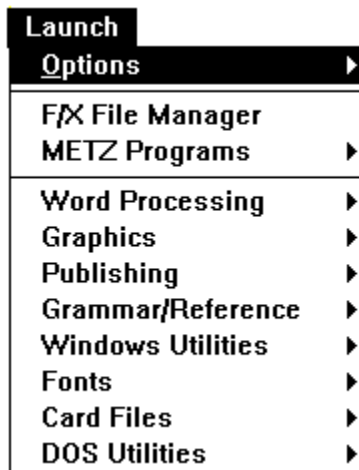 Launch
Options
F/X File Manager
METZ Programs
Word Processing
Graphics
Publishing
Grammar/Reference
Windows Utilities
Fonts
Card Files
DOS Utilities